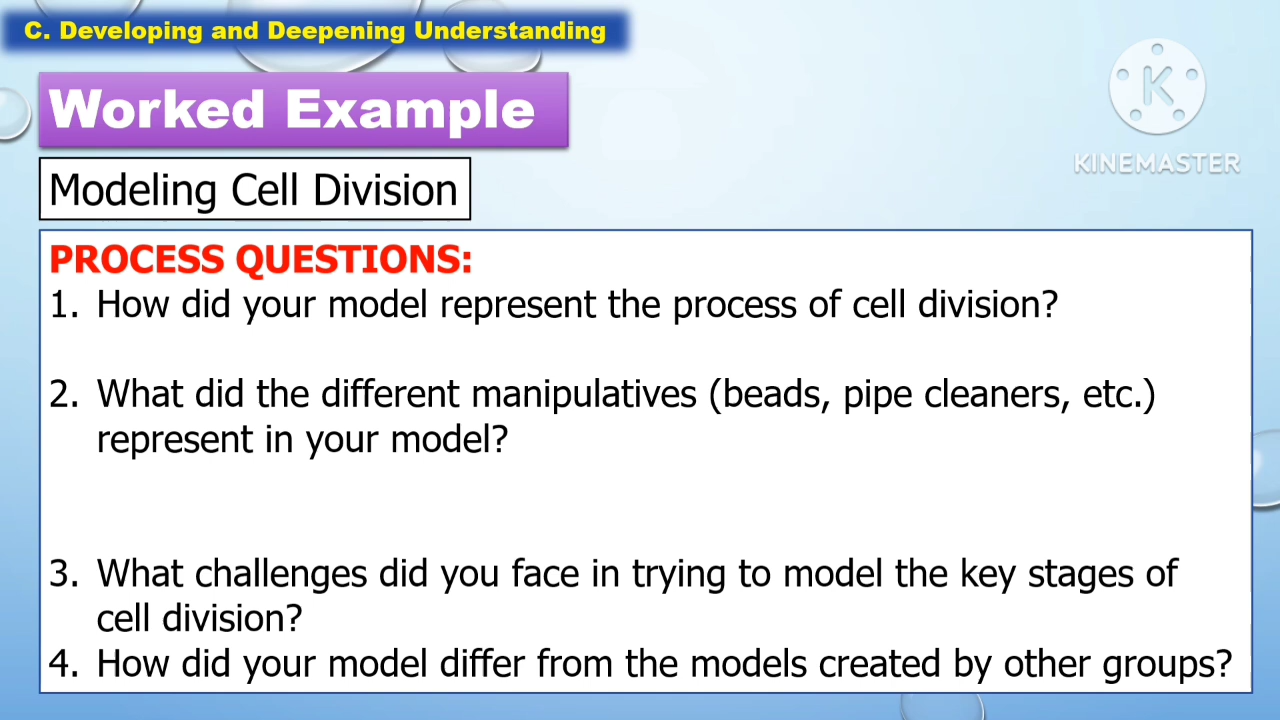 C. Developing and Deepening Understanding
Worked Example
K
KINEMASTER
Modeling Cell Division
PROCESS QUESTIONS:
1. How did your model represent the process of cell division?
2. What did the different manipulatives (beads, pipe cleaners, etc.)
represent in your model?
3. What challenges did you face in trying to model the key stages of
cell division?
4. How did your model differ from the models created by other groups?